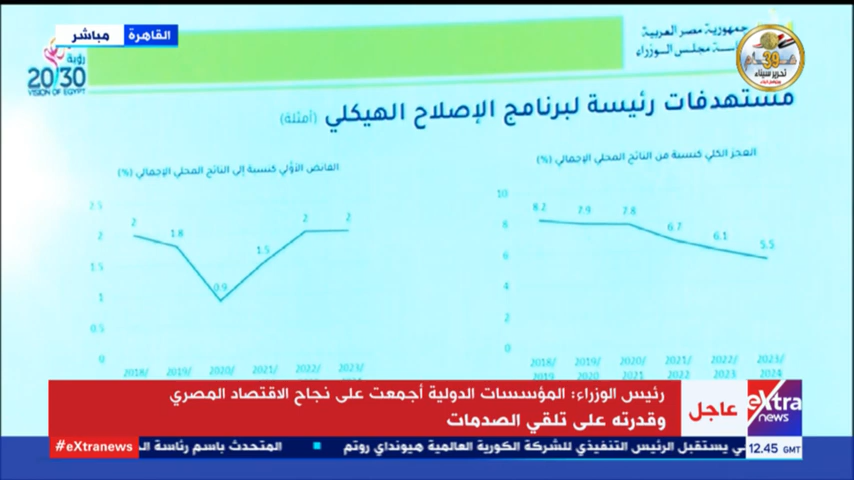 مباشر
القاهرة
رؤية
2030
VISION OF EGYPT
جمهورية مصر العربية
مجلس الوزراء
عام
39
تحرير سيناء
مستهدفات رئيسة لبرنامج الإصلاح الهيكلي (أمثلة)
العجز الكلي كنسبة من الناتج المحلي الإجمالي (%)
10
8
6
4
2
0
8.2
7.9
7.8
6.7
6.1
5.5
2018/
2019/
2020/
2021/
2022/
2023/
2019
2020
2021
2022
2023
2024
الفائض الأولي كنسبة إلى الناتج المحلي الإجمالي (%)
2.5
2
1.5
1
0.5
0
2
1.8
0.9
1.5
2
2
2018/
2019/
2020/
2021/
عاجل
رئيس الوزراء: المؤسسات الدولية أجمعت على نجاح الاقتصاد المصري
وقدرته على تلقي الصدمات
eXtra
news
#eXtranews
ي يستقبل الرئيس التنفيذي للشركة الكورية العالمية هيونداي روتم
المتحدث باسم رئاسة
12.45 GMT